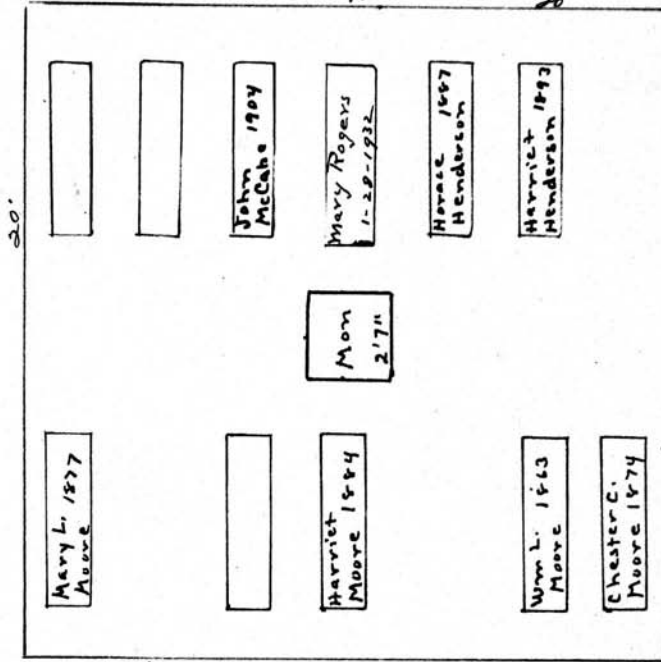 20'
John 1904
McCabe
Mary Rogers
1-28-1932
Horace 1887
Henderson
Harriet 1893
Henderson
Mon
2'7"
Mary L. 1877
Moore
Harriet
Moore 1884
Wm L. 1863
Moore
Chester C.
Moore 1874